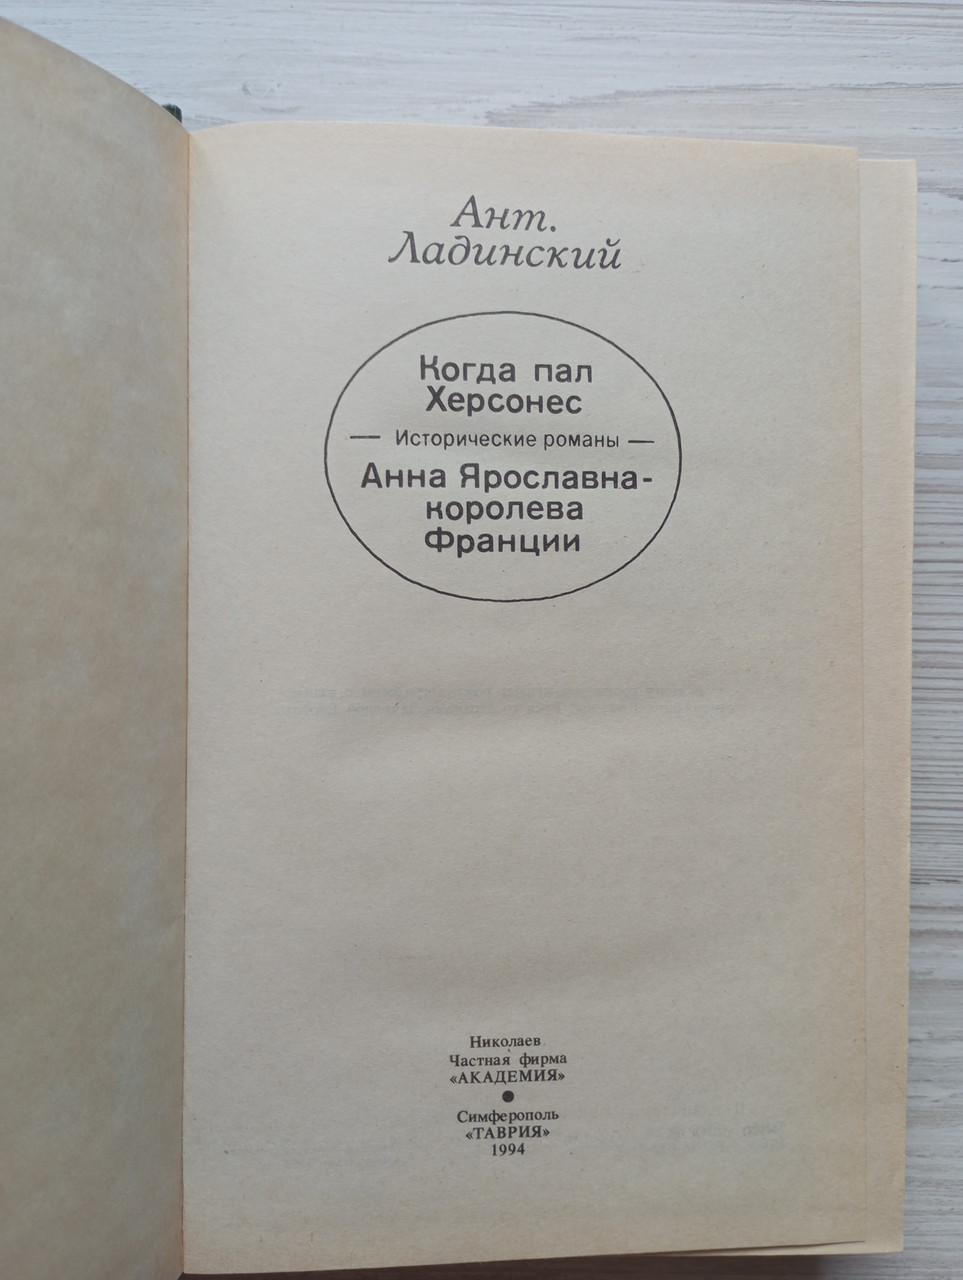 Ант.
Ладинский
Когда пал
Херсонес
— Исторические романы —
Анна Ярославна-
королева
Франции
Николаев
Частная фирма
«АКАДЕМИЯ»
●
Симферополь
«ТАВРИЯ»
1994